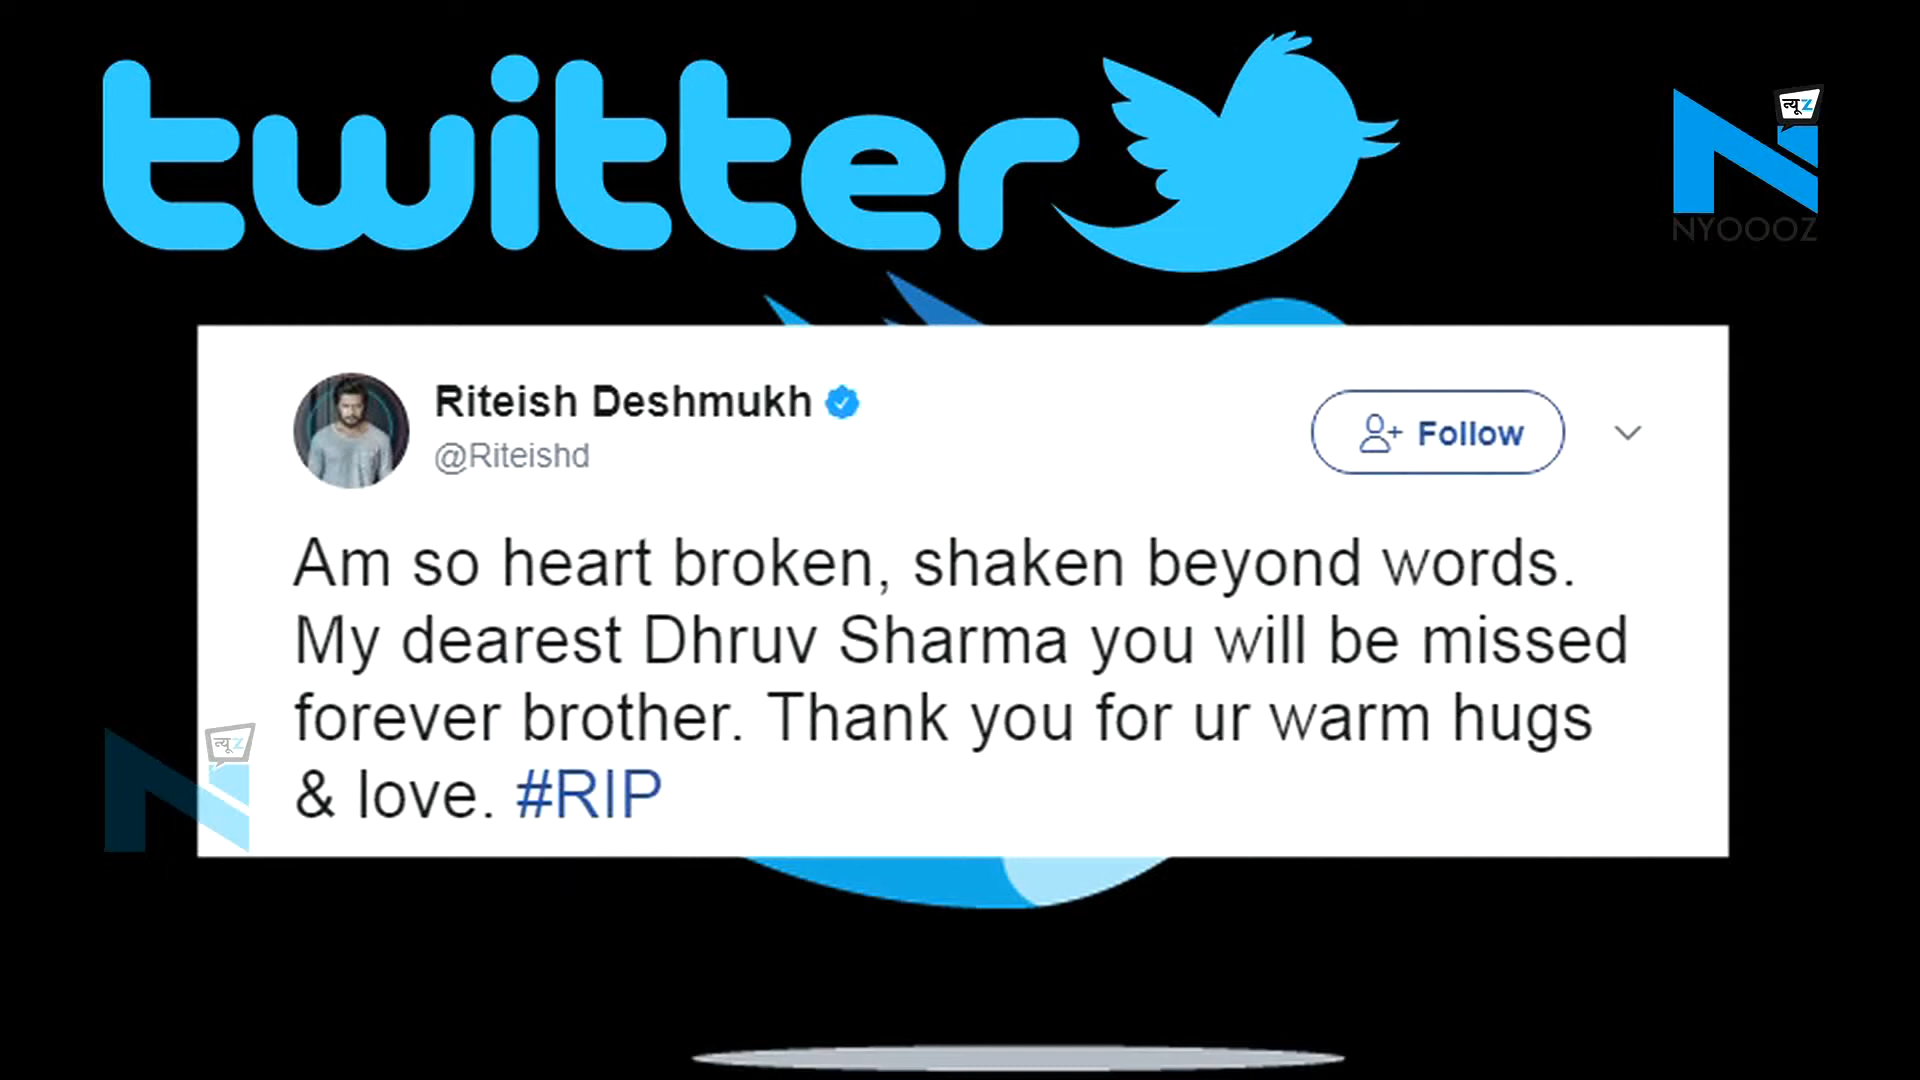 twitter
न्यूz
NYOOOZ
Riteish Deshmukh
@Riteishd
Follow
Am so heart broken, shaken beyond words.
My dearest Dhruv Sharma you will be missed
forever brother. Thank you for ur warm hugs
& love. #RIP
न्यूz